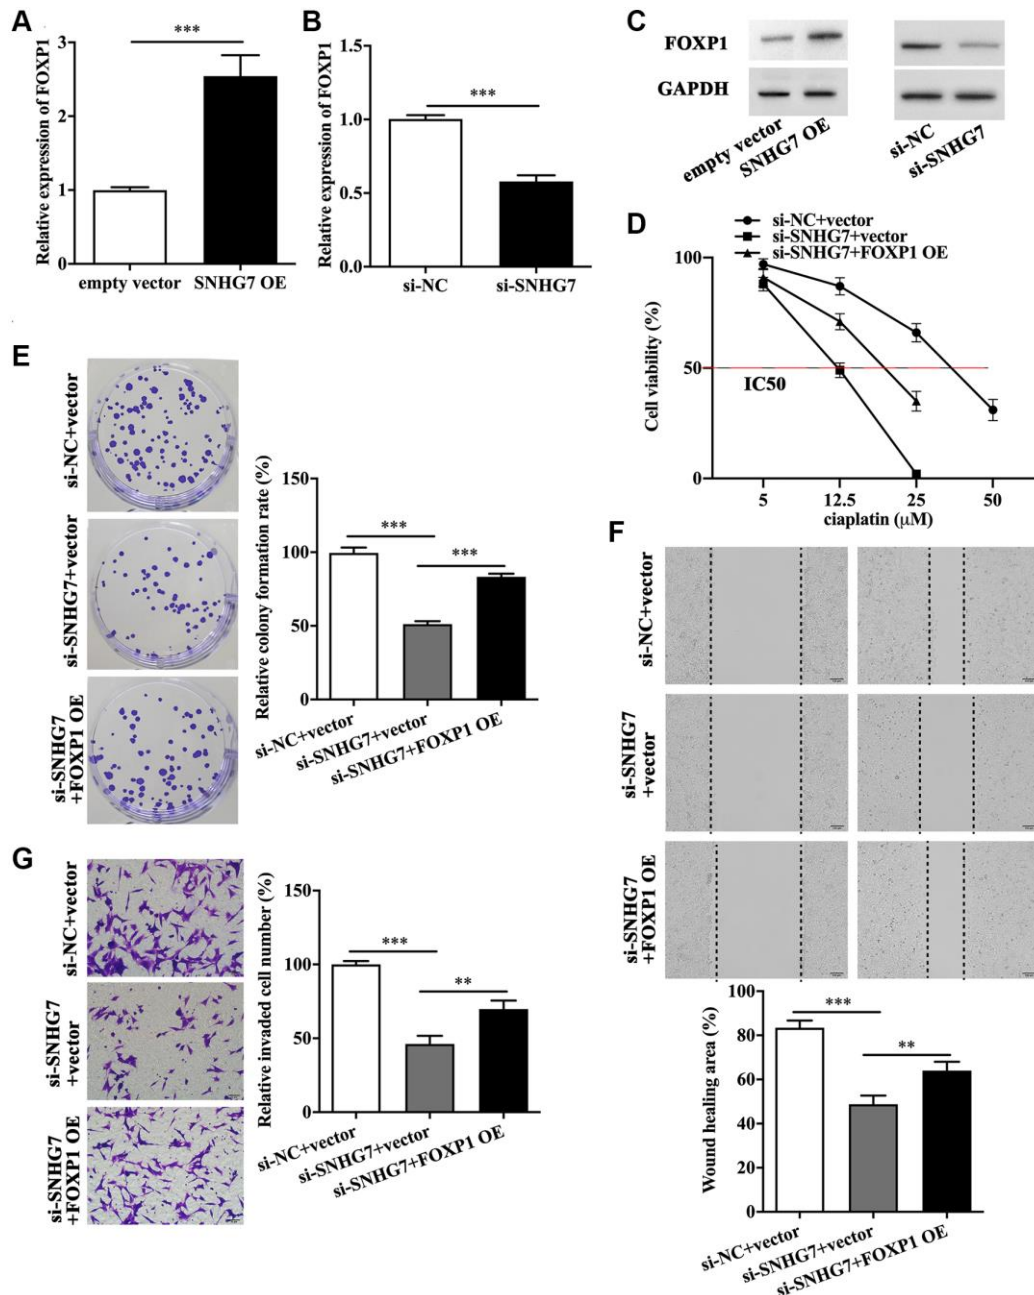 A
Relative expression of FOXP1
3
2
1
0
***
empty vector
SNHG7 OE
B
Relative expression of FOXP1
1.5
1.0
0.5
0.0
***
si-NC
si-SNHG7
C
FOXP1
GAPDH
empty vector
SNHG7 OE
si-NC
si-SNHG7
D
si-NC+vector
si-SNHG7+vector
si-SNHG7+FOXP1 OE
Cell viability (%)
100
50
0
IC50
5
12.5
25
50
ciaplatin (μM)
E
si-NC+vector
si-SNHG7+vector
si-SNHG7
+FOXP1 OE
Relative colony formation rate (%)
150
100
50
0
***
***
si-NC+vector
si-SNHG7+vector
si-SNHG7+FOXP1 OE
F
si-NC+vector
si-SNHG7
+vector
si-SNHG7
+FOXP1 OE
Wound healing area (%)
100
80
60
40
20
0
***
**
si-NC+vector
si-SNHG7+vector
si-SNHG7+FOXP1 OE
G
si-NC+vector
si-SNHG7
+vector
si-SNHG7
+FOXP1 OE
Relative invaded cell number (%)
150
100
50
0
***
**
si-NC+vector
si-SNHG7+vector
si-SNHG7+FOXP1 OE